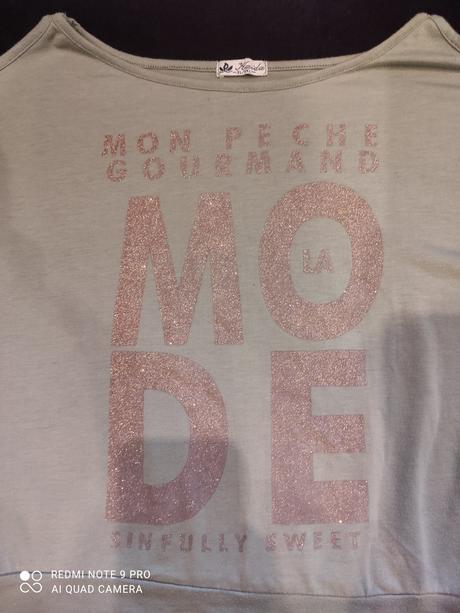 MON PECHE
GOURMAND
MO
LA
DE
SINFULLY SWEET
REDMI NOTE 9 PRO
AI QUAD CAMERA